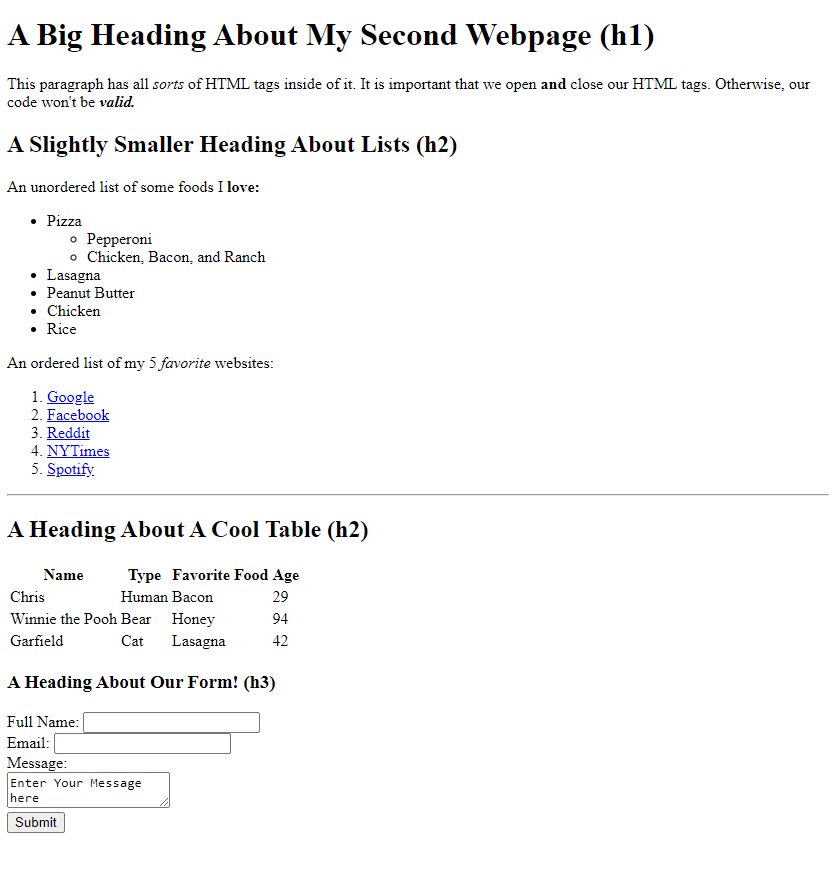 A Big Heading About My Second Webpage (h1)
This paragraph has all sorts of HTML tags inside of it. It is important that we open and close our HTML tags. Otherwise, our
code won't be valid.
A Slightly Smaller Heading About Lists (h2)
An unordered list of some foods I love:
• Pizza
◦ Pepperoni
◦ Chicken, Bacon, and Ranch
• Lasagna
• Peanut Butter
• Chicken
• Rice
An ordered list of my 5 favorite websites:
1. Google
2. Facebook
3. Reddit
4. NYTimes
5. Spotify
A Heading About A Cool Table (h2)
Name Type Favorite Food Age
Chris Human Bacon 29
Winnie the Pooh Bear Honey 94
Garfield Cat Lasagna 42
A Heading About Our Form! (h3)
Full Name:
Email:
Message:
Enter Your Message
here
Submit